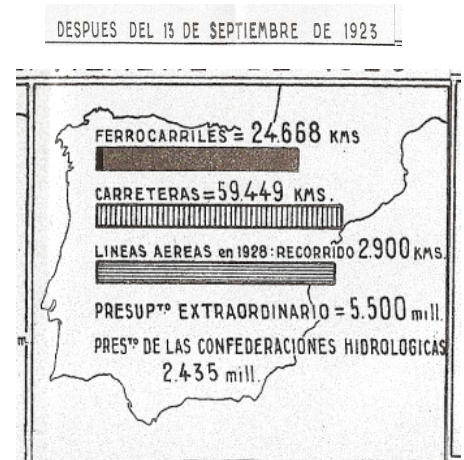 DESPUES DEL 13 DE SEPTIEMBRE DE 1923
FERROCARRILES = 24.668 KMS
CARRETERAS = 59.449 KMS.
LINEAS AEREAS en 1928: RECORRIDO 2.900 KMS.
PRESUPTO EXTRAORDINARIO = 5.500 mill.
PRESTO DE LAS CONFEDERACIONES HIDROLOGICAS
2.435 mill.